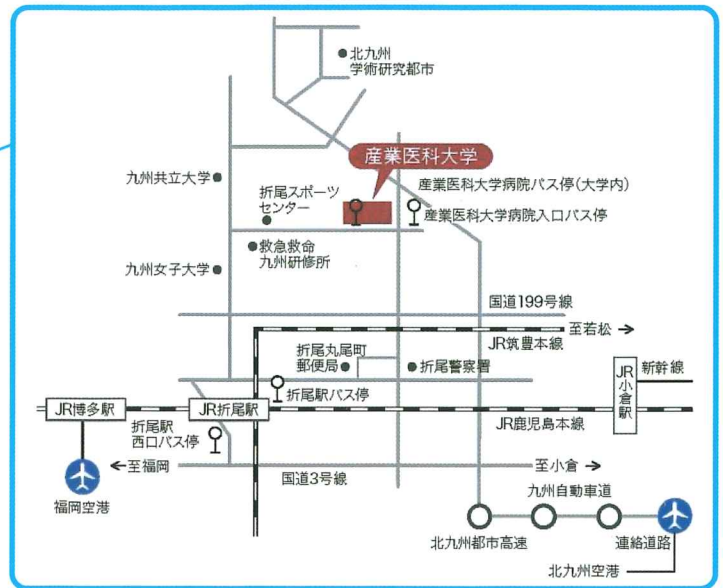 北九州
学術研究都市
産業医科大学
九州共立大学
折尾スポーツ
センター
産業医科大学病院バス停(大学内)
産業医科大学病院入口バス停
救急救命
九州研修所
九州女子大学
国道199号線
至若松
JR筑豊本線
折尾丸尾町
郵便局
折尾警察署
JR
小倉
駅
新幹線
折尾駅バス停
JR博多駅
JR折尾駅
JR鹿児島本線
折尾駅
西口バス停
至福岡
国道3号線
至小倉
福岡空港
九州自動車道
北九州都市高速
連絡道路
北九州空港